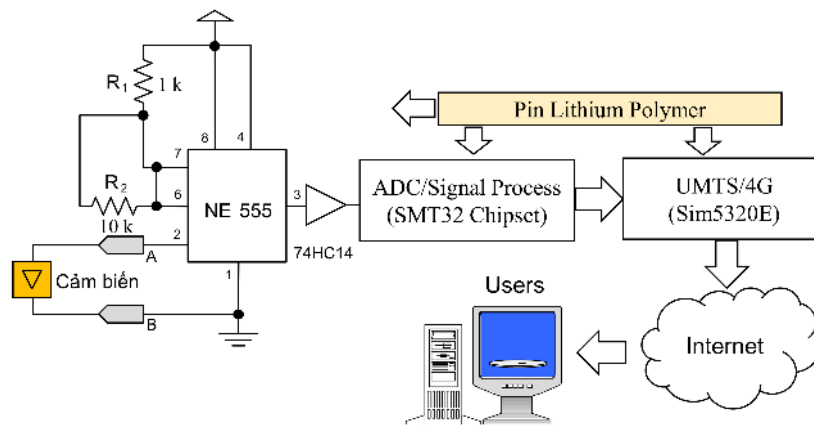 R1
1 k
8
4
7
R2
10 k
6
NE 555
3
2
A
74HC14
1
Cảm biến
B
Pin Lithium Polymer
ADC/Signal Process
(SMT32 Chipset)
UMTS/4G
(Sim5320E)
Users
Internet